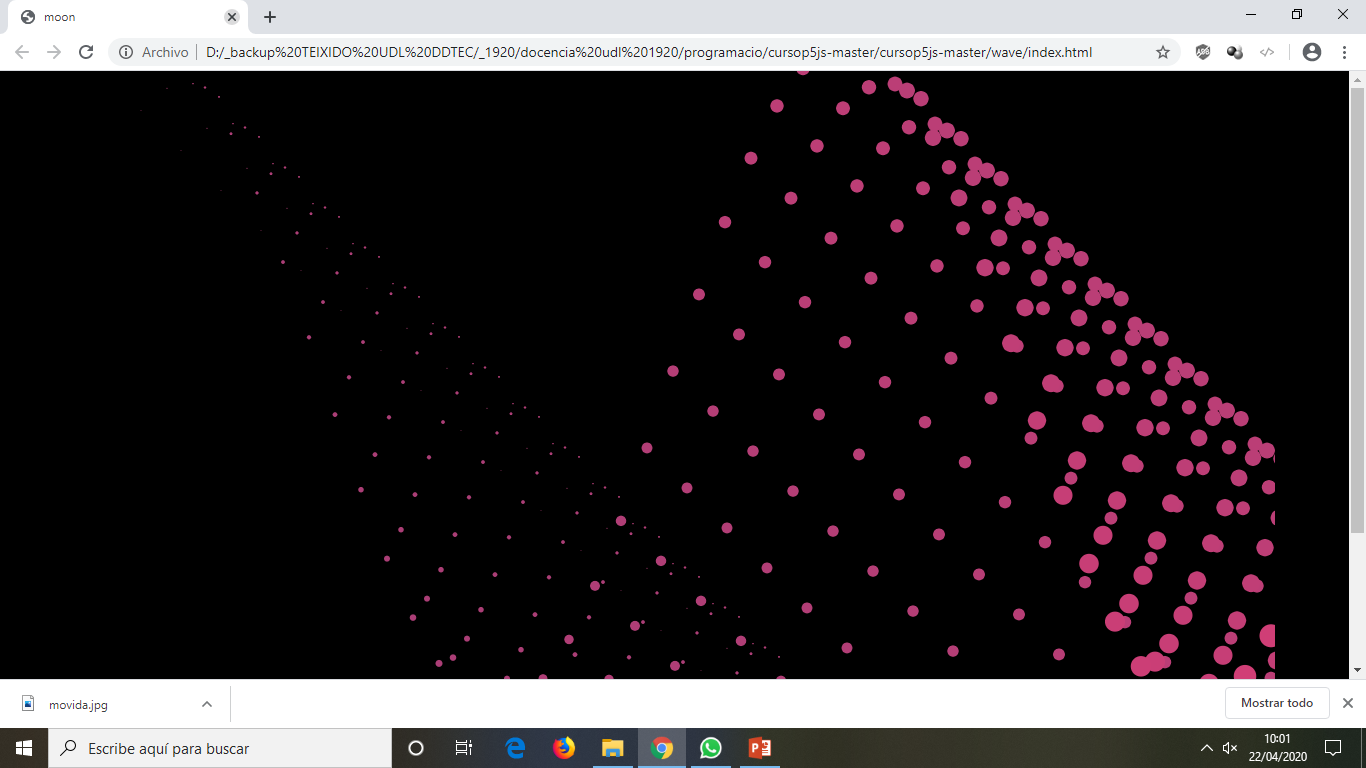 moon
Archivo
D:/_backup%20TEIXIDO%20UDL%20DDTEC/_1920/docencia%20udl%201920/programacio/cursop5js-master/cursop5js-master/wave/index.html
movida.jpg
Mostrar todo
Escribe aquí para buscar
10:01
22/04/2020